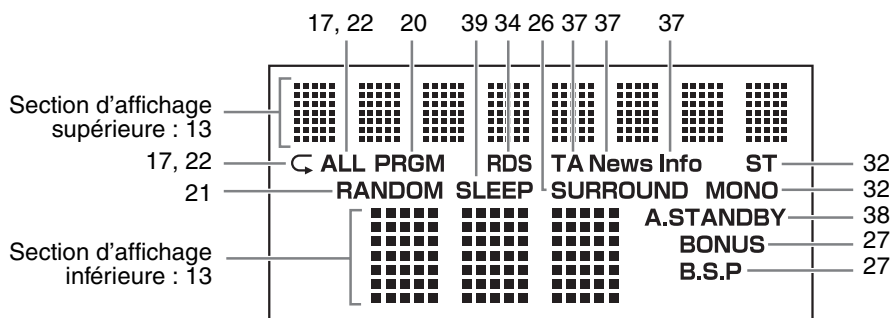 17, 22 20 39 34 26 37 37 37
Section d'affichage
supérieure : 13
17, 22 ALL PRGM RDS TA News Info ST 32
21 RANDOM SLEEP SURROUND MONO 32
A.STANDBY 38
Section d'affichage
inférieure : 13
BONUS 27
B.S.P 27